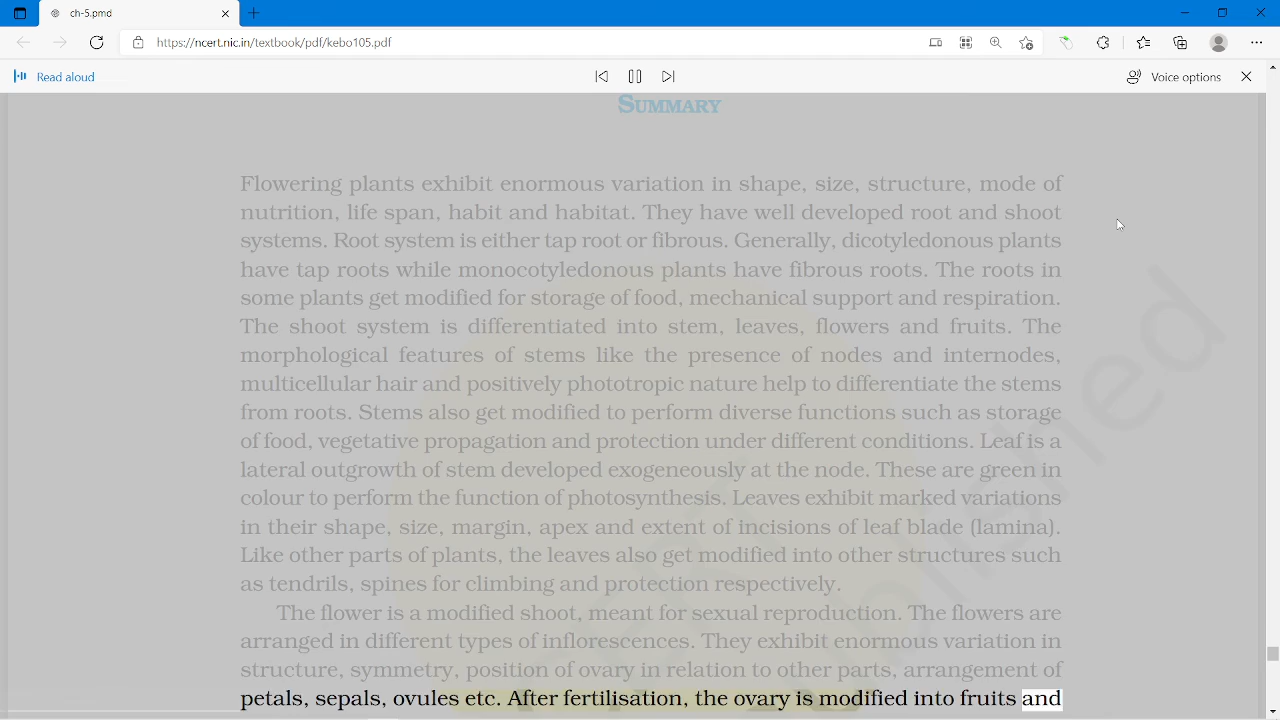 ch-5.pmd
https://ncert.nic.in/textbook/pdf/kebo105.pdf
Read aloud
Voice options
SUMMARY
Flowering plants exhibit enormous variation in shape, size, structure, mode of
nutrition, life span, habit and habitat. They have well developed root and shoot
systems. Root system is either tap root or fibrous. Generally, dicotyledonous plants
have tap roots while monocotyledonous plants have fibrous roots. The roots in
some plants get modified for storage of food, mechanical support and respiration.
The shoot system is differentiated into stem, leaves, flowers and fruits. The
morphological features of stems like the presence of nodes and internodes,
multicellular hair and positively phototropic nature help to differentiate the stems
from roots. Stems also get modified to perform diverse functions such as storage
of food, vegetative propagation and protection under different conditions. Leaf is a
lateral outgrowth of stem developed exogeneously at the node. These are green in
colour to perform the function of photosynthesis. Leaves exhibit marked variations
in their shape, size, margin, apex and extent of incisions of leaf blade (lamina).
Like other parts of plants, the leaves also get modified into other structures such
as tendrils, spines for climbing and protection respectively.
The flower is a modified shoot, meant for sexual reproduction. The flowers are
arranged in different types of inflorescences. They exhibit enormous variation in
structure, symmetry, position of ovary in relation to other parts, arrangement of
petals, sepals, ovules etc. After fertilisation, the ovary is modified into fruits and